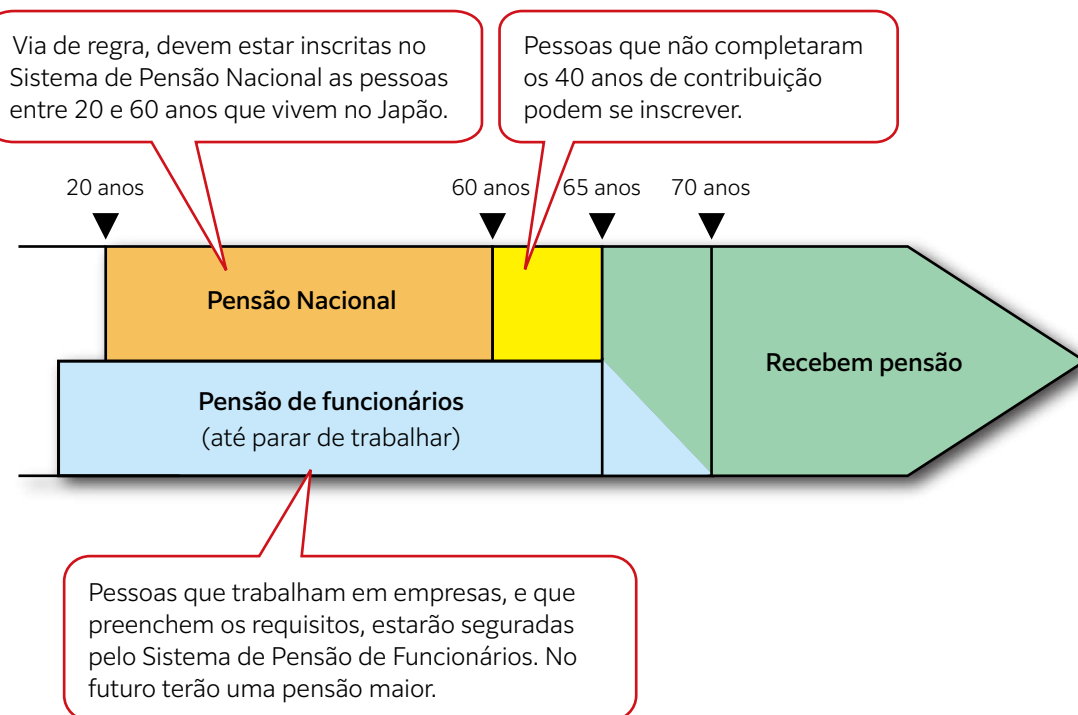 Via de regra, devem estar inscritas no
Sistema de Pensão Nacional as pessoas
entre 20 e 60 anos que vivem no Japão.
Pessoas que não completaram
os 40 anos de contribuição
podem se inscrever.
20 anos
60 anos
65 anos
70 anos
Pensão Nacional
Recebem pensão
Pensão de funcionários
(até parar de trabalhar)
Pessoas que trabalham em empresas, e que
preenchem os requisitos, estarão seguradas
pelo Sistema de Pensão de Funcionários. No
futuro terão uma pensão maior.